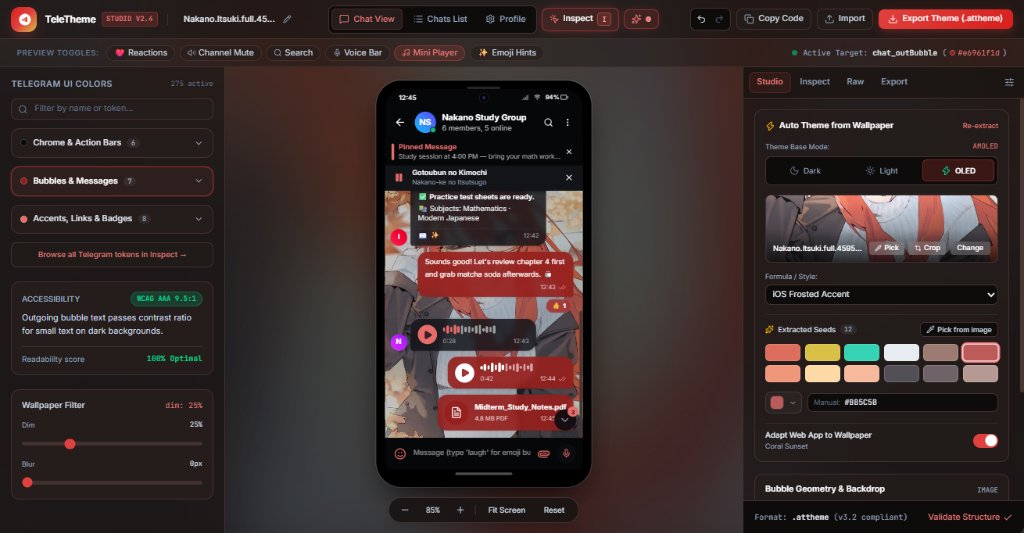 TeleTheme
STUDIO V2.4
Nakano.Itsuki.full.45...
Chat View
Chats List
Profile
Inspect
I
Copy Code
Import
Export Theme (.attheme)
PREVIEW TOGGLES:
Reactions
Channel Mute
Search
Voice Bar
Mini Player
Emoji Hints
Active Target: chat_outBubble ( #e6961f1d )
TELEGRAM UI COLORS
275 active
Filter by name or token...
Chrome & Action Bars 6
Bubbles & Messages 7
Accents, Links & Badges 8
Browse all Telegram tokens in Inspect →
ACCESSIBILITY
WCAG AAA 9.5:1
Outgoing bubble text passes contrast ratio
for small text on dark backgrounds.
Readability score
100% Optimal
Wallpaper Filter
dim: 25%
Dim
25%
Blur
0px
12:45
94%
NS
Nakano Study Group
6 members, 5 online
Pinned Message
Study session at 4:00 PM — bring your math work...
Gotoubun no Kimochi
Nakano-ke no Itsutsugo
Practice test sheets are ready.
Subjects: Mathematics ·
Modern Japanese
12:42
I
Sounds good! Let's review chapter 4 first
and grab matcha soda afterwards.
12:43
1
N
0:28
12:43
0:42
12:44
Midterm_Study_Notes.pdf
4.8 MB PDF
Message (type 'laugh' for emoji bu
85%
Fit Screen
Reset
Studio
Inspect
Raw
Export
Auto Theme from Wallpaper
Re-extract
Theme Base Mode:
AMOLED
Dark
Light
OLED
Nakano.Itsuki.full.4595...
Pick
Crop
Change
Formula / Style:
iOS Frosted Accent
Extracted Seeds 12
Pick from image
Manual: #BB5C5B
Adapt Web App to Wallpaper
Coral Sunset
Bubble Geometry & Backdrop
IMAGE
Format: .attheme (v3.2 compliant)
Validate Structure